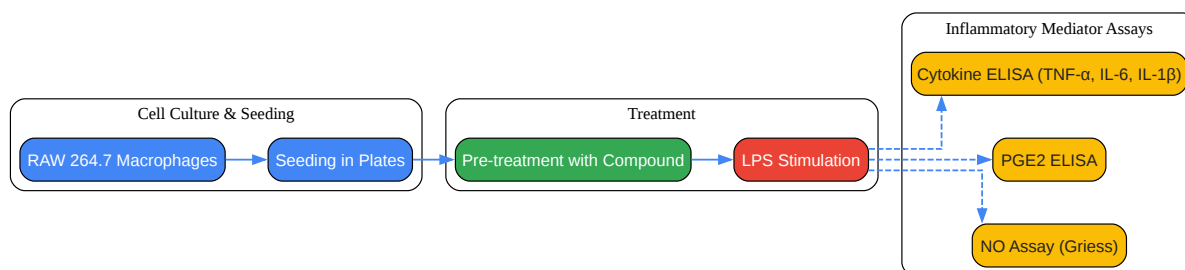 Cell Culture & Seeding
RAW 264.7 Macrophages
Seeding in Plates
Treatment
Pre-treatment with Compound
LPS Stimulation
Inflammatory Mediator Assays
Cytokine ELISA (TNF-α, IL-6, IL-1β)
PGE2 ELISA
NO Assay (Griess)